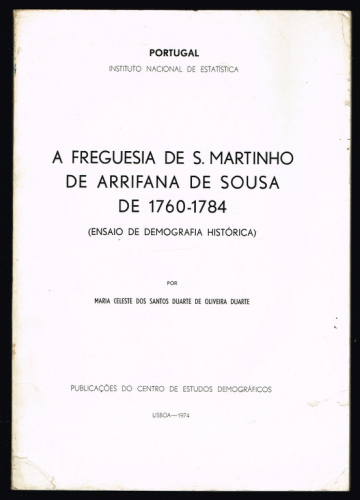 PORTUGAL
INSTITUTO NACIONAL DE ESTATÍSTICA
A FREGUESIA DE S. MARTINHO
DE ARRIFANA DE SOUSA
DE 1760-1784
(ENSAIO DE DEMOGRAFIA HISTÓRICA)
POR
MARIA CELESTE DOS SANTOS DUARTE DE OLIVEIRA DUARTE
PUBLICAÇÕES DO CENTRO DE ESTUDOS DEMOGRÁFICOS
LISBOA—1974